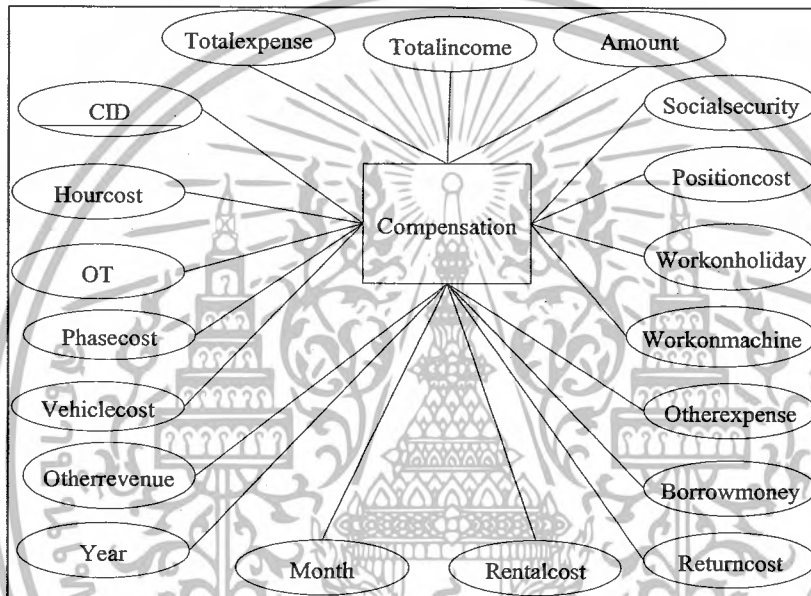 Totalexpense
Totalincome
Amount
CID
Socialsecurity
Hourcost
Positioncost
Compensation
OT
Workonholiday
Phasecost
Workonmachine
Vehiclecost
Otherexpense
Otherrevenue
Borrowmoney
Year
Month
Rentalcost
Returncost